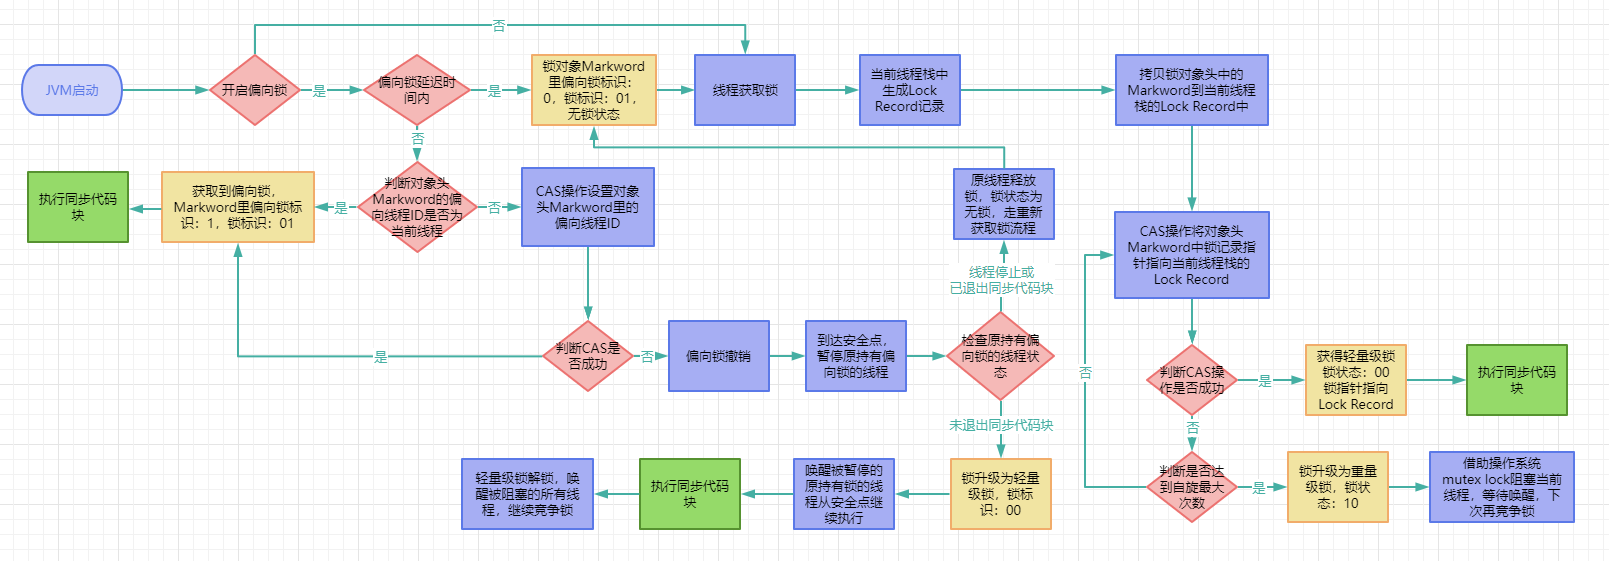 否
JVM启动
开启偏向锁
是
偏向锁延迟时
间内
是
锁对象Markword
里偏向锁标识：
0，锁标识：01，
无锁状态
线程获取锁
当前线程栈中
生成Lock
Record记录
拷贝锁对象头中的
Markword到当前线程
栈的Lock Record中
否
执行同步代码
块
获取到偏向锁，
Markword里偏向锁标
识：1，锁标识：01
是
判断对象头
Markword的偏
向线程ID是否为
当前线程
否
CAS操作设置对象
头Markword里的
偏向线程ID
原线程释放
锁，锁状态为
无锁，走重新
获取锁流程
CAS操作将对象头
Markword中锁记录指
针指向当前线程栈的
Lock Record
线程停止或
已退出同步代码块
是
判断CAS是
否成功
否
偏向锁撤销
到达安全点，
暂停原持有偏
向锁的线程
检查原持有偏
向锁的线程状
态
否
判断CAS操
作是否成功
是
获得轻量级锁
锁状态：00
锁指针指向
Lock Record
执行同步代码
块
未退出同步代码块
否
轻量级锁解锁，唤
醒被阻塞的所有线
程，继续竞争锁
执行同步代码
块
唤醒被暂停的
原持有锁的线
程从安全点继
续执行
锁升级为轻量
级锁，锁标
识：00
判断是否达
到自旋最大
次数
是
锁升级为重量
级锁，锁状
态：10
借助操作系统
mutex lock阻塞当前
线程，等待唤醒，下
次再竞争锁